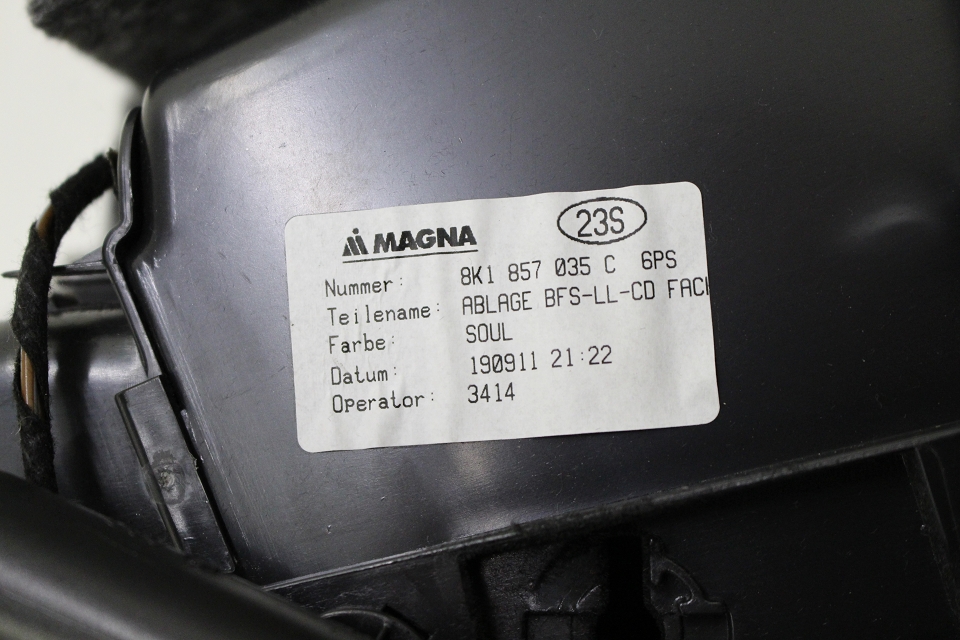 MAGNA
23S
Nummer: 8K1 857 035 C 6PS
Teilename: ABLAGE BFS-LL-CD FACH
Farbe: SOUL
Datum: 190911 21:22
Operator: 3414